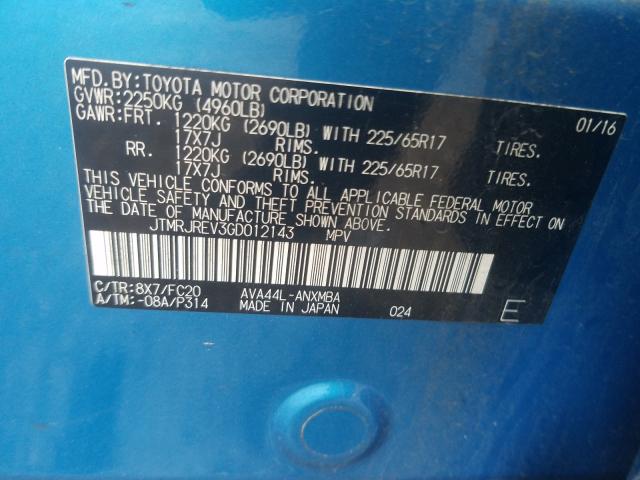 MFD. BY: TOYOTA MOTOR CORPORATION 01/16
GVWR: 2250KG (4960LB)
GAWR: FRT. 1220KG (2690LB) WITH 225/65R17 TIRES.
17X7J RIMS.
RR. 1220KG (2690LB) WITH 225/65R17 TIRES.
17X7J RIMS.
THIS VEHICLE CONFORMS TO ALL APPLICABLE FEDERAL MOTOR
VEHICLE SAFETY AND THEFT PREVENTION STANDARDS IN EFFECT ON
THE DATE OF MANUFACTURE SHOWN ABOVE.
JTMRJREV3GD012143 MPV
C/TR: 8X7/FC20 AVA44L-ANXMBA
A/TM: -08A/P314 MADE IN JAPAN 024 E